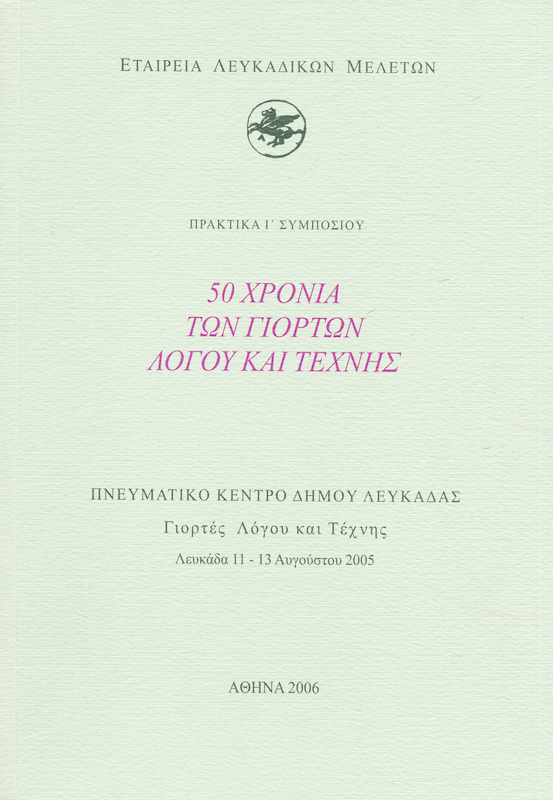 ΕΤΑΙΡΕΙΑ ΛΕΥΚΑΔΙΚΩΝ ΜΕΛΕΤΩΝ
ΠΡΑΚΤΙΚΑ Ι΄ ΣΥΜΠΟΣΙΟΥ
50 ΧΡΟΝΙΑ
ΤΩΝ ΓΙΟΡΤΩΝ
ΛΟΓΟΥ ΚΑΙ ΤΕΧΝΗΣ
ΠΝΕΥΜΑΤΙΚΟ ΚΕΝΤΡΟ ΔΗΜΟΥ ΛΕΥΚΑΔΑΣ
Γιορτές Λόγου και Τέχνης
Λευκάδα 11 - 13 Αυγούστου 2005
ΑΘΗΝΑ 2006